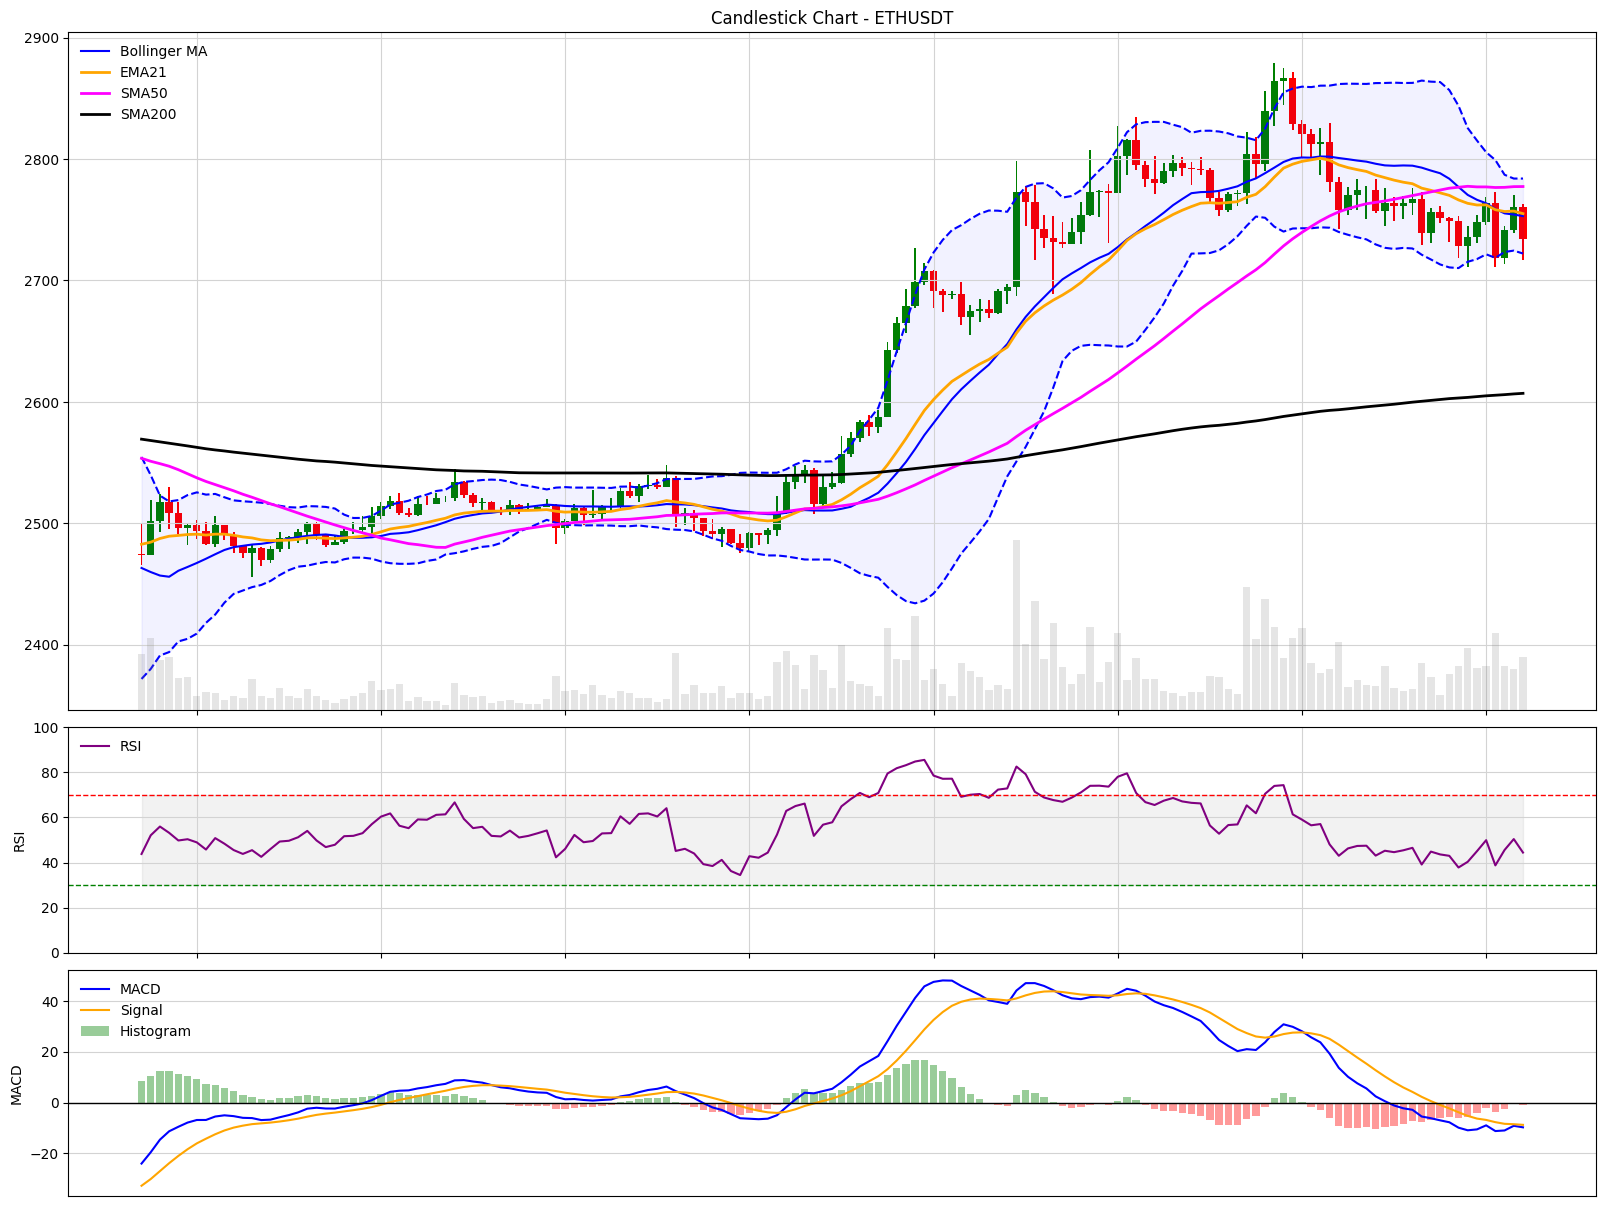 Candlestick Chart - ETHUSDT
2900
2800
2700
2600
2500
2400
Bollinger MA
EMA21
SMA50
SMA200
100
80
60
40
20
0
RSI
RSI
40
20
0
−20
MACD
MACD
Signal
Histogram